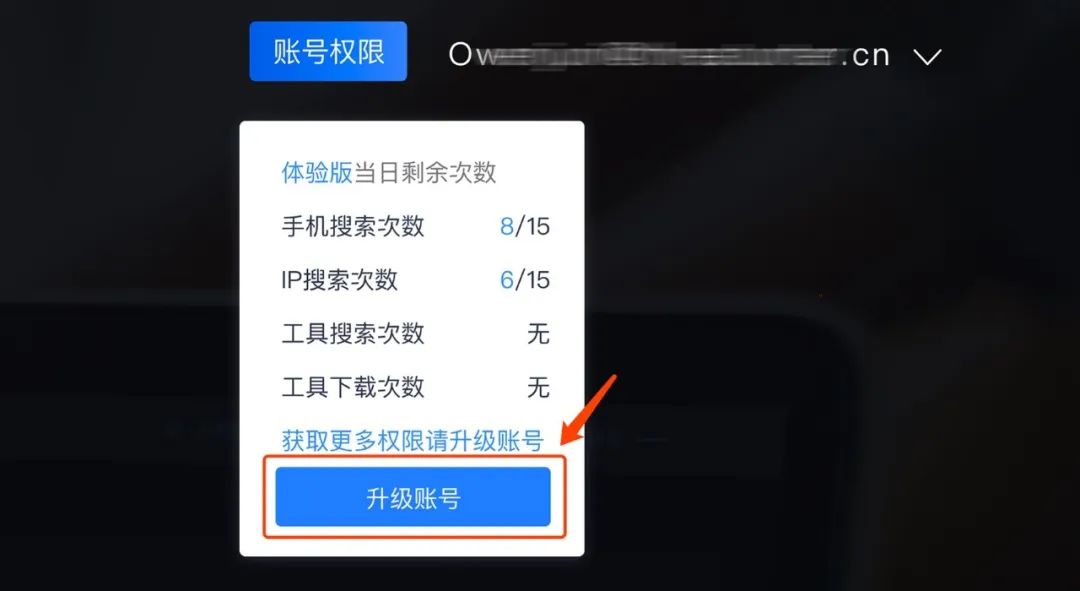 账号权限
Ow
.cn
体验版当日剩余次数
手机搜索次数 8/15
IP搜索次数 6/15
工具搜索次数 无
工具下载次数 无
获取更多权限请升级账号
升级账号